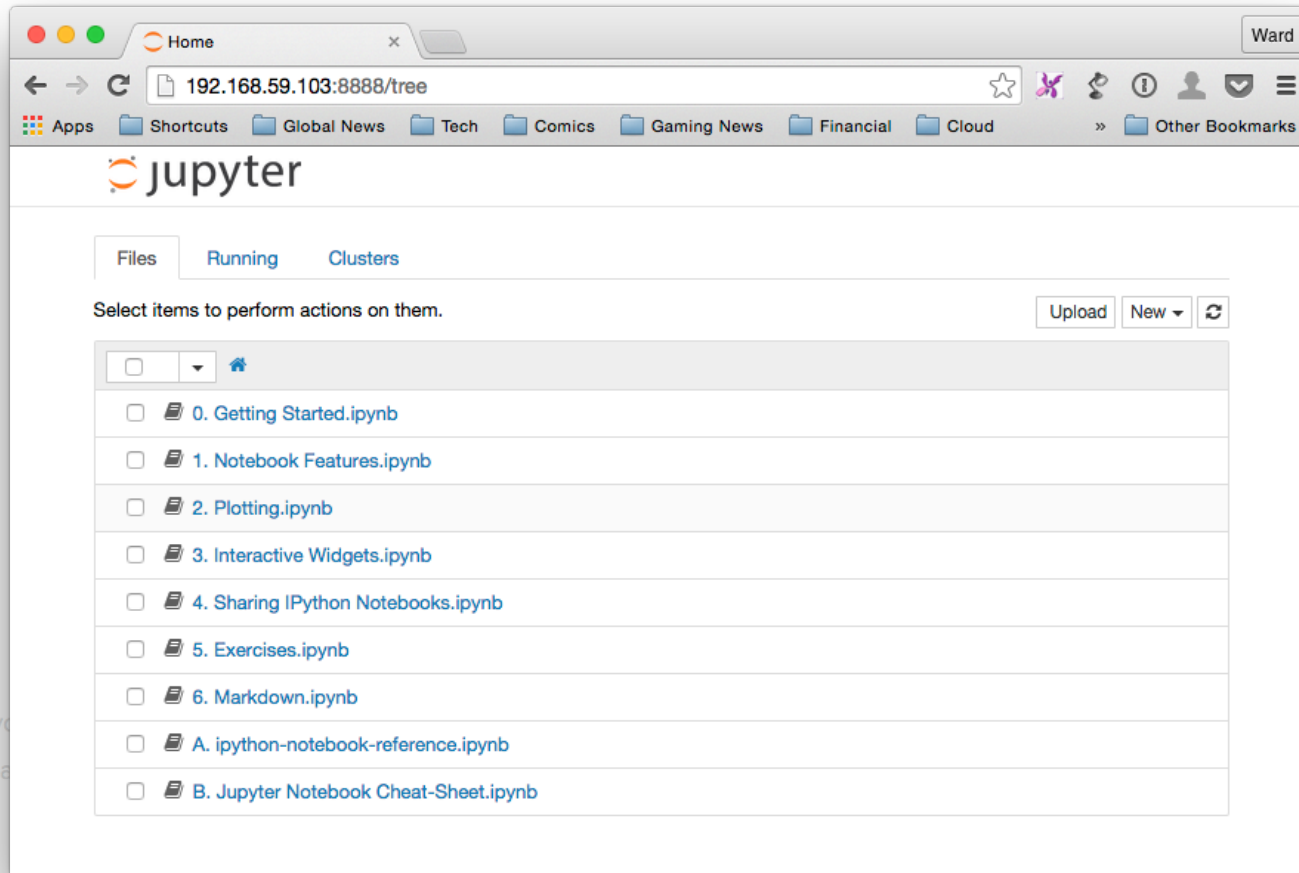 Home
Ward
192.168.59.103:8888/tree
Apps Shortcuts Global News Tech Comics Gaming News Financial Cloud » Other Bookmarks
jupyter
Files Running Clusters
Select items to perform actions on them. Upload New
0. Getting Started.ipynb
1. Notebook Features.ipynb
2. Plotting.ipynb
3. Interactive Widgets.ipynb
4. Sharing IPython Notebooks.ipynb
5. Exercises.ipynb
6. Markdown.ipynb
A. ipython-notebook-reference.ipynb
B. Jupyter Notebook Cheat-Sheet.ipynb